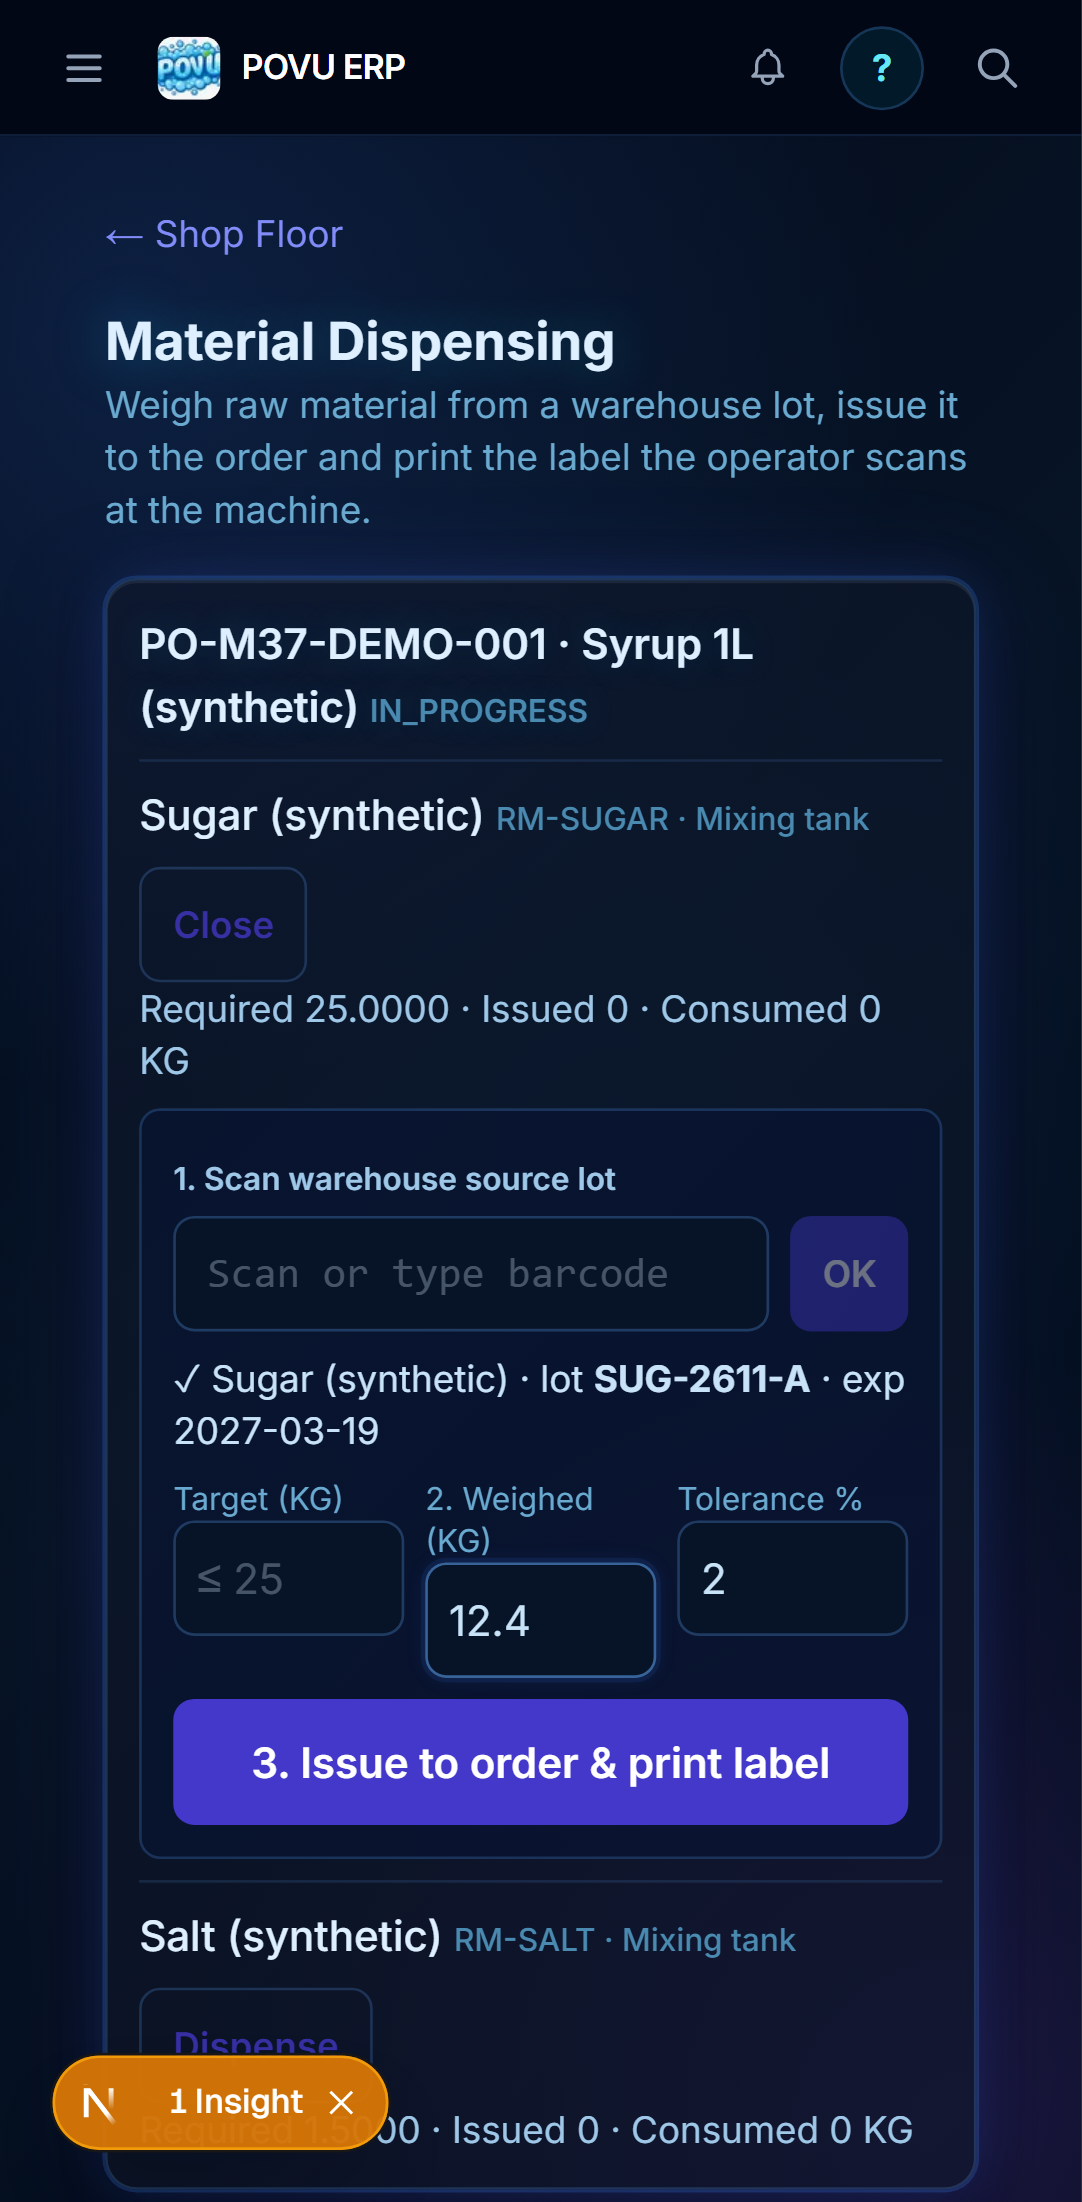 POVU
POVU ERP
?
← Shop Floor
Material Dispensing
Weigh raw material from a warehouse lot, issue it
to the order and print the label the operator scans
at the machine.
PO-M37-DEMO-001 · Syrup 1L
(synthetic) IN_PROGRESS
Sugar (synthetic) RM-SUGAR · Mixing tank
Close
Required 25.0000 · Issued 0 · Consumed 0
KG
1. Scan warehouse source lot
Scan or type barcode
OK
✓ Sugar (synthetic) · lot SUG-2611-A · exp
2027-03-19
Target (KG)
2. Weighed
(KG)
Tolerance %
≤ 25
12.4
2
3. Issue to order & print label
Salt (synthetic) RM-SALT · Mixing tank
Dispense
N 1 Insight ×
Required 1.5000 · Issued 0 · Consumed 0 KG